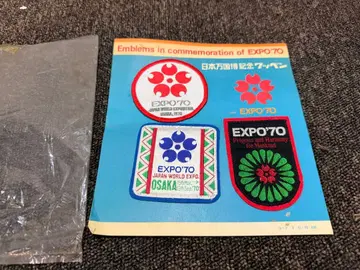 Emblems in commemoration of EXPO'70
日本万国博記念ワッペン
EXPO'70
JAPAN WORLD EXPOSITION
OSAKA, 1970
EXPO'70
EXPO'70
JAPAN WORLD EXPO.
OSAKA
EXPO'70
Progress and Harmony
for Mankind